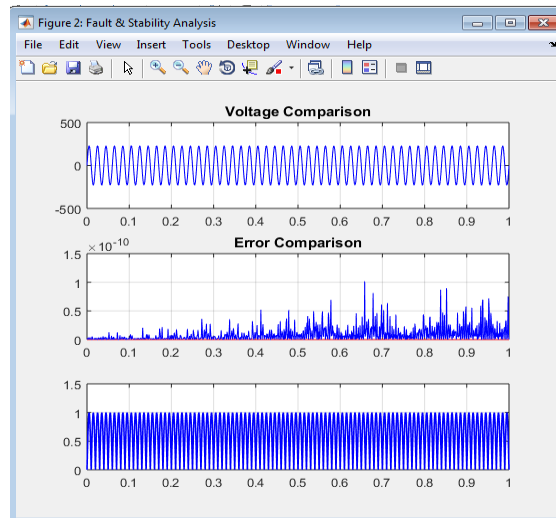 Figure 2: Fault & Stability Analysis
File Edit View Insert Tools Desktop Window Help
Voltage Comparison
500
0
-500
0 0.1 0.2 0.3 0.4 0.5 0.6 0.7 0.8 0.9 1
× 10⁻¹⁰
Error Comparison
1.5
1
0.5
0
0 0.1 0.2 0.3 0.4 0.5 0.6 0.7 0.8 0.9 1
1.5
1
0.5
0
0 0.1 0.2 0.3 0.4 0.5 0.6 0.7 0.8 0.9 1